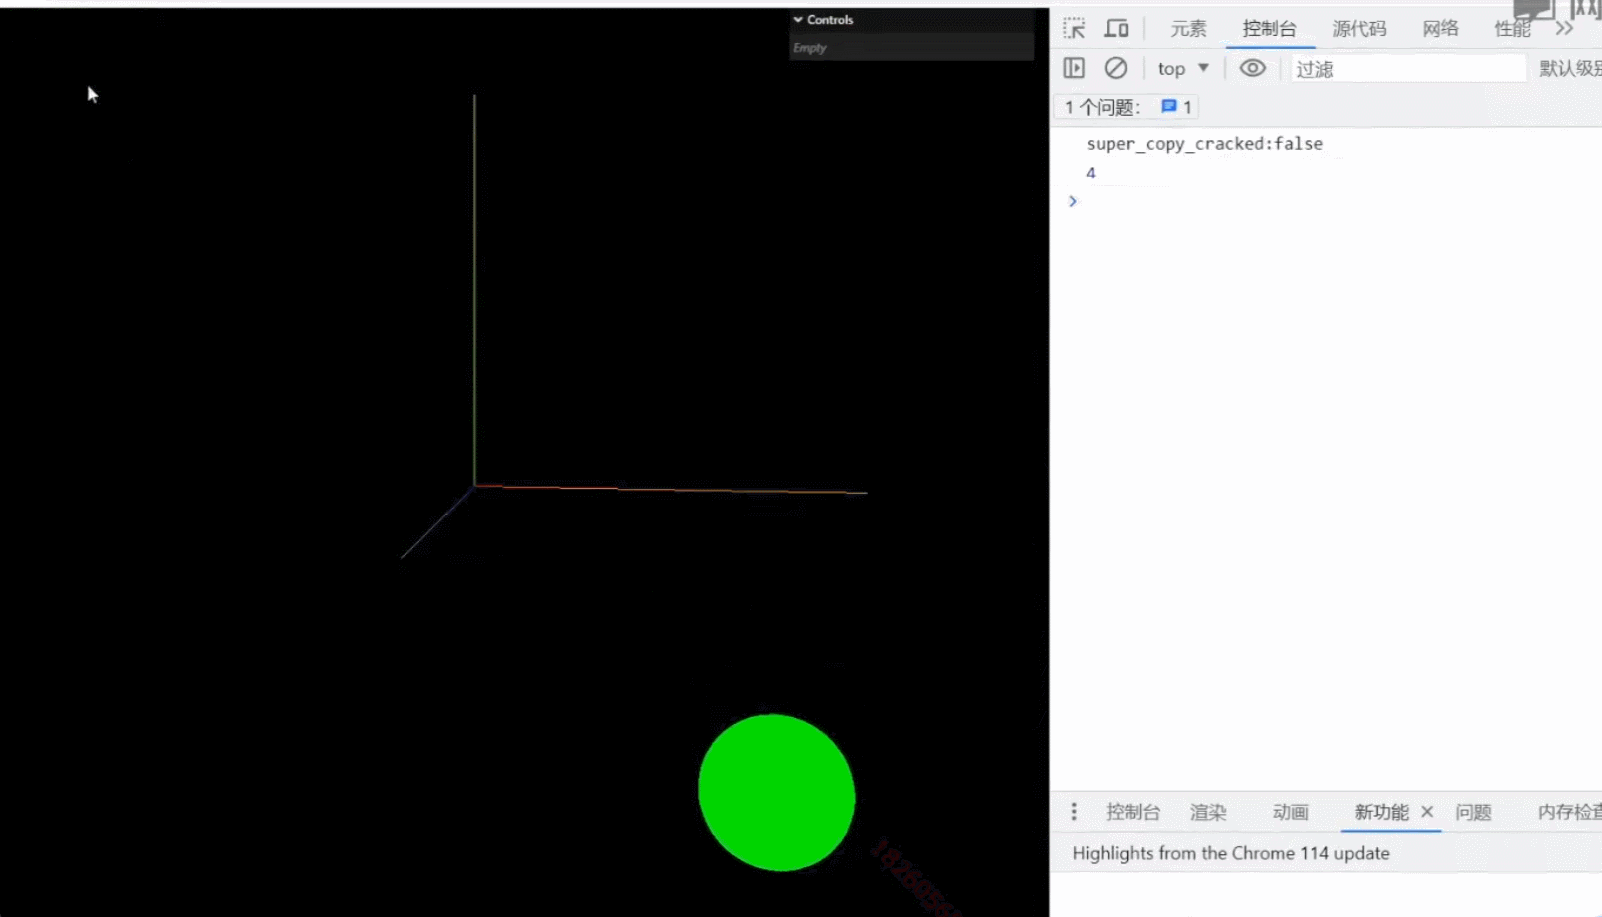 Controls
Empty
元素 控制台 源代码 网络 性能
top 过滤 默认级别
1 个问题: 1
super_copy_cracked:false
4
控制台 渲染 动画 新功能 问题 内存检查
Highlights from the Chrome 114 update